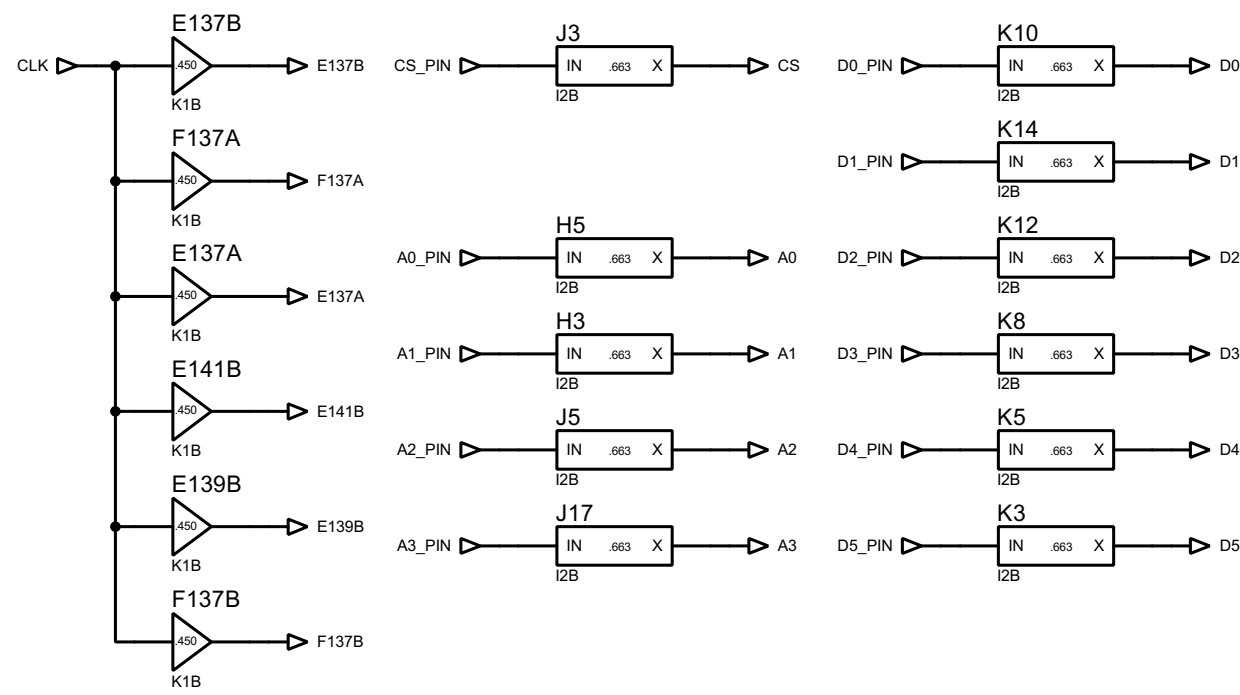 E137B
CLK .450 E137B
K1B
F137A
.450 F137A
K1B
E137A
.450 E137A
K1B
E141B
.450 E141B
K1B
E139B
.450 E139B
K1B
F137B
.450 F137B
K1B
J3
CS_PIN IN .663 X CS
I2B
H5
A0_PIN IN .663 X A0
I2B
H3
A1_PIN IN .663 X A1
I2B
J5
A2_PIN IN .663 X A2
I2B
J17
A3_PIN IN .663 X A3
I2B
K10
D0_PIN IN .663 X D0
I2B
K14
D1_PIN IN .663 X D1
I2B
K12
D2_PIN IN .663 X D2
I2B
K8
D3_PIN IN .663 X D3
I2B
K5
D4_PIN IN .663 X D4
I2B
K3
D5_PIN IN .663 X D5
I2B